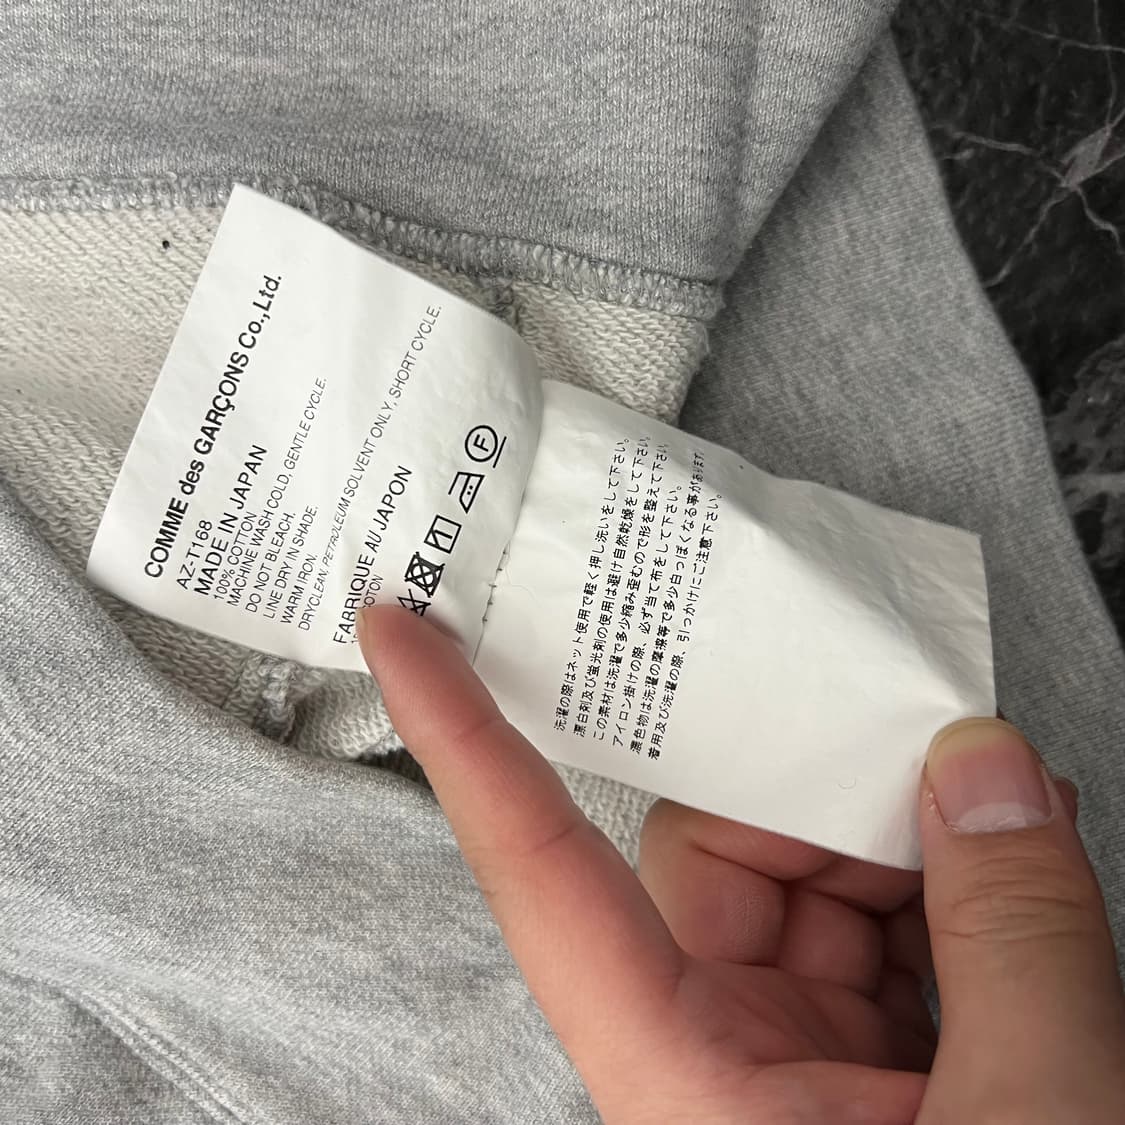 COMME des GARÇONS Co.,Ltd.
AZ-T168
MADE IN JAPAN
100% COTTON
MACHINE WASH COLD, GENTLE CYCLE.
DO NOT BLEACH.
LINE DRY IN SHADE.
WARM IRON.
DRYCLEAN, PETROLEUM SOLVENT ONLY, SHORT CYCLE.
FABRIQUE AU JAPON
F
洗濯の際はネット使用で軽く押し洗いをして下さい。
漂白剤及び蛍光剤の使用は避け自然乾燥をして下さい。
この素材は洗濯で多少縮み歪むので形を整えて下さい。
アイロン掛けの際、必ず当て布をして下さい。
濃色物は洗濯の摩擦等で多少白っぽくなる事があります。
着用及び洗濯の際、引っかけにご注意下さい。